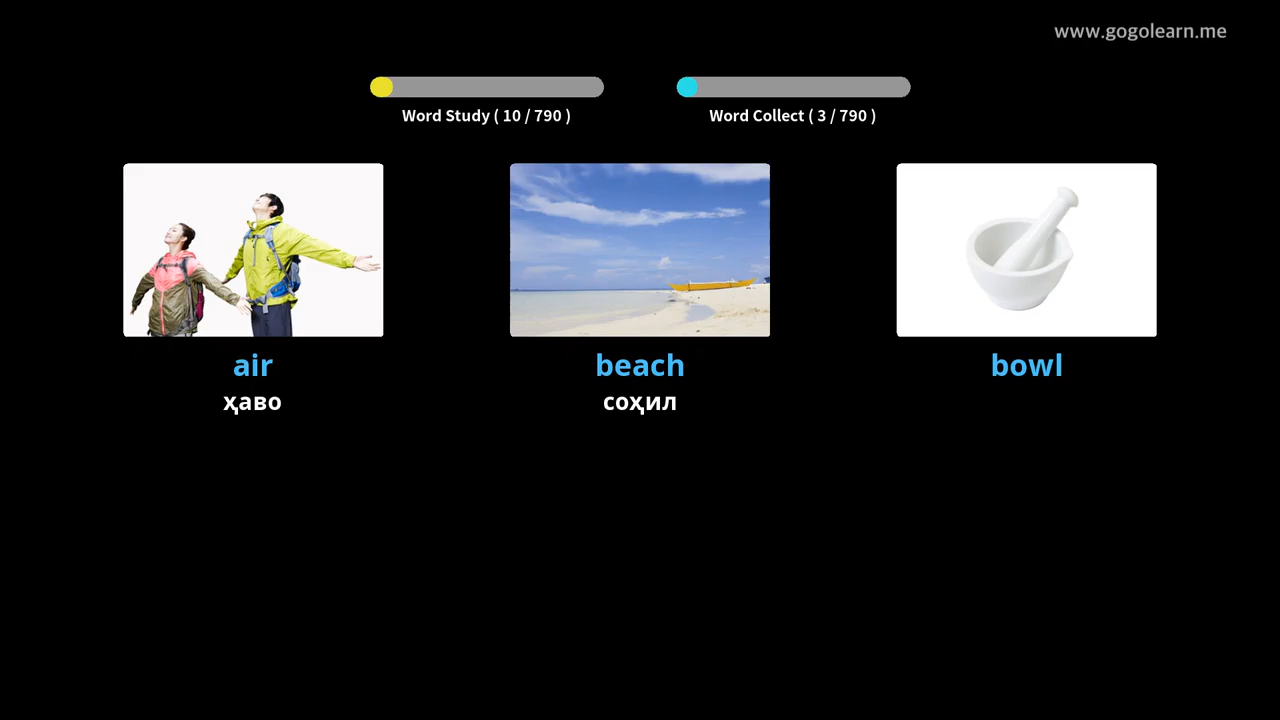 www.gogolearn.me
Word Study ( 10 / 790 )
Word Collect ( 3 / 790 )
air
ҳаво
beach
соҳил
bowl